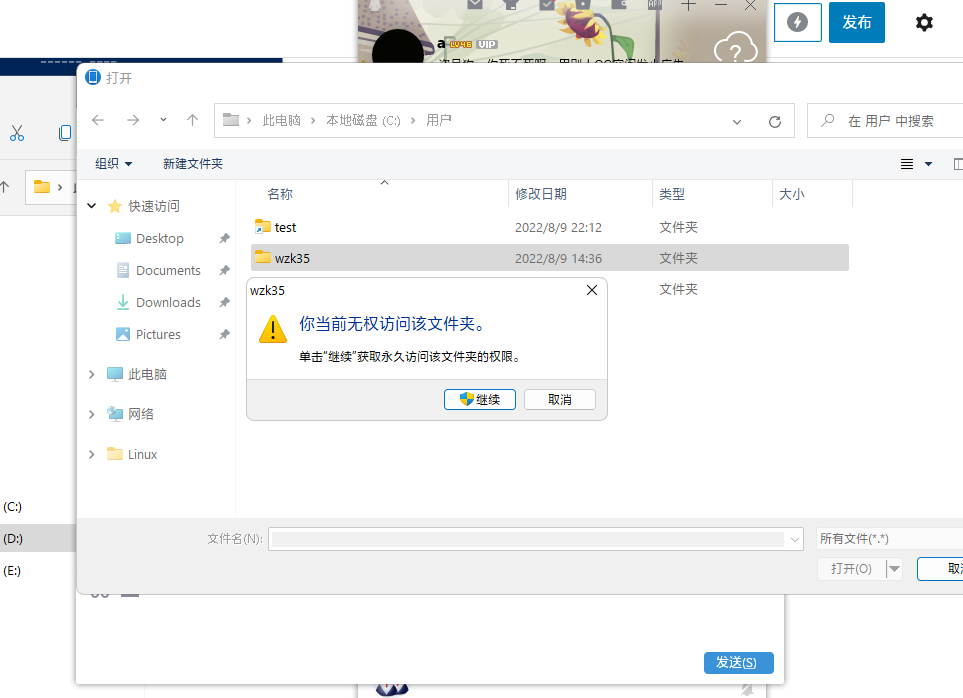 APP
发布
a LV46 VIP
打开
此电脑 本地磁盘 (C:) 用户
在 用户 中搜索
组织 新建文件夹
名称 修改日期 类型 大小
快速访问
test 2022/8/9 22:12 文件夹
Desktop
wzk35 2022/8/9 14:36 文件夹
Documents
文件夹
wzk35
Downloads
你当前无权访问该文件夹。
Pictures
单击“继续”获取永久访问该文件夹的权限。
此电脑
继续 取消
网络
Linux
(C:)
(D:)
文件名(N): 所有文件(*.*)
(E:)
打开(O) 取
发送(S)